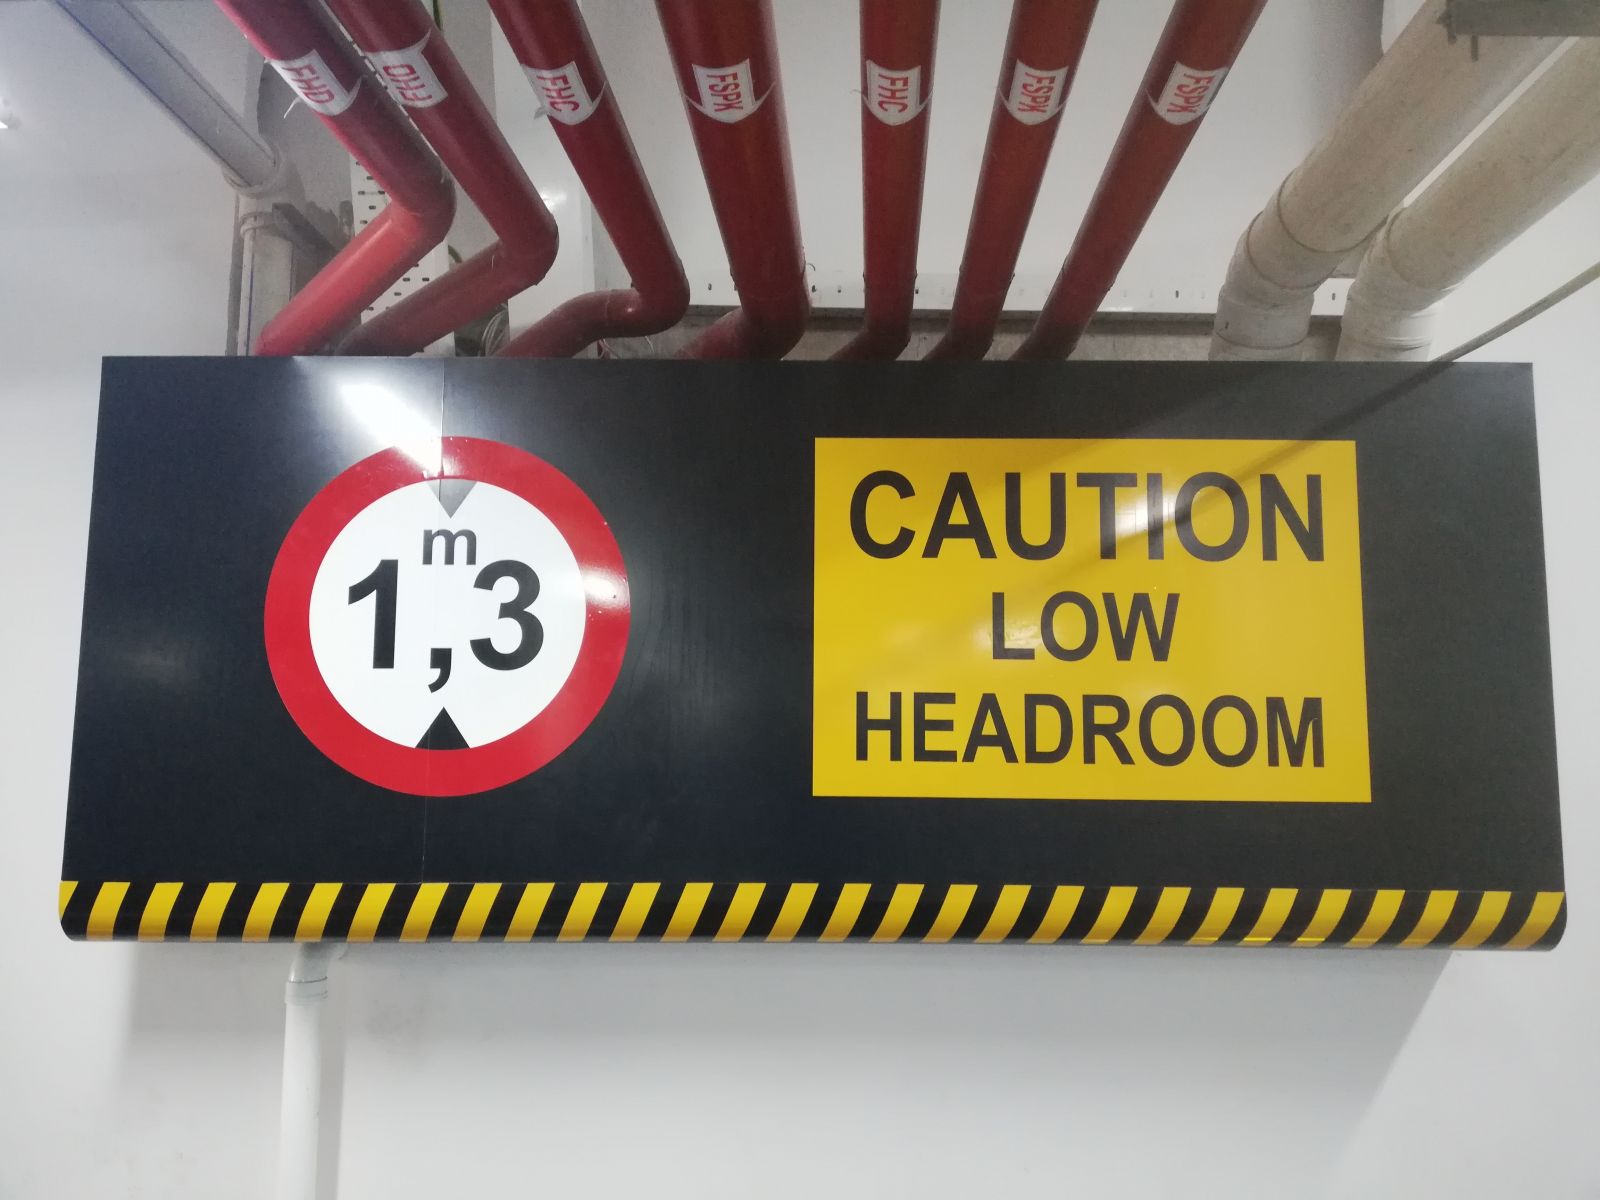 FHD
FHD
FHC
FSPK
FHC
FSPK
FSPK
m
1,3
CAUTION
LOW
HEADROOM